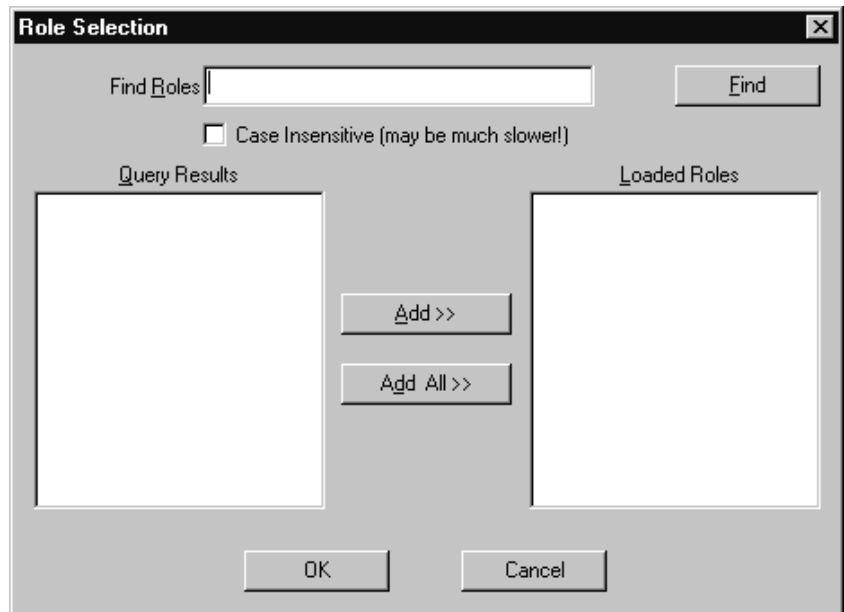 Role Selection
Find Roles
Find
Case Insensitive (may be much slower!)
Query Results
Loaded Roles
Add >>
Add All >>
OK
Cancel